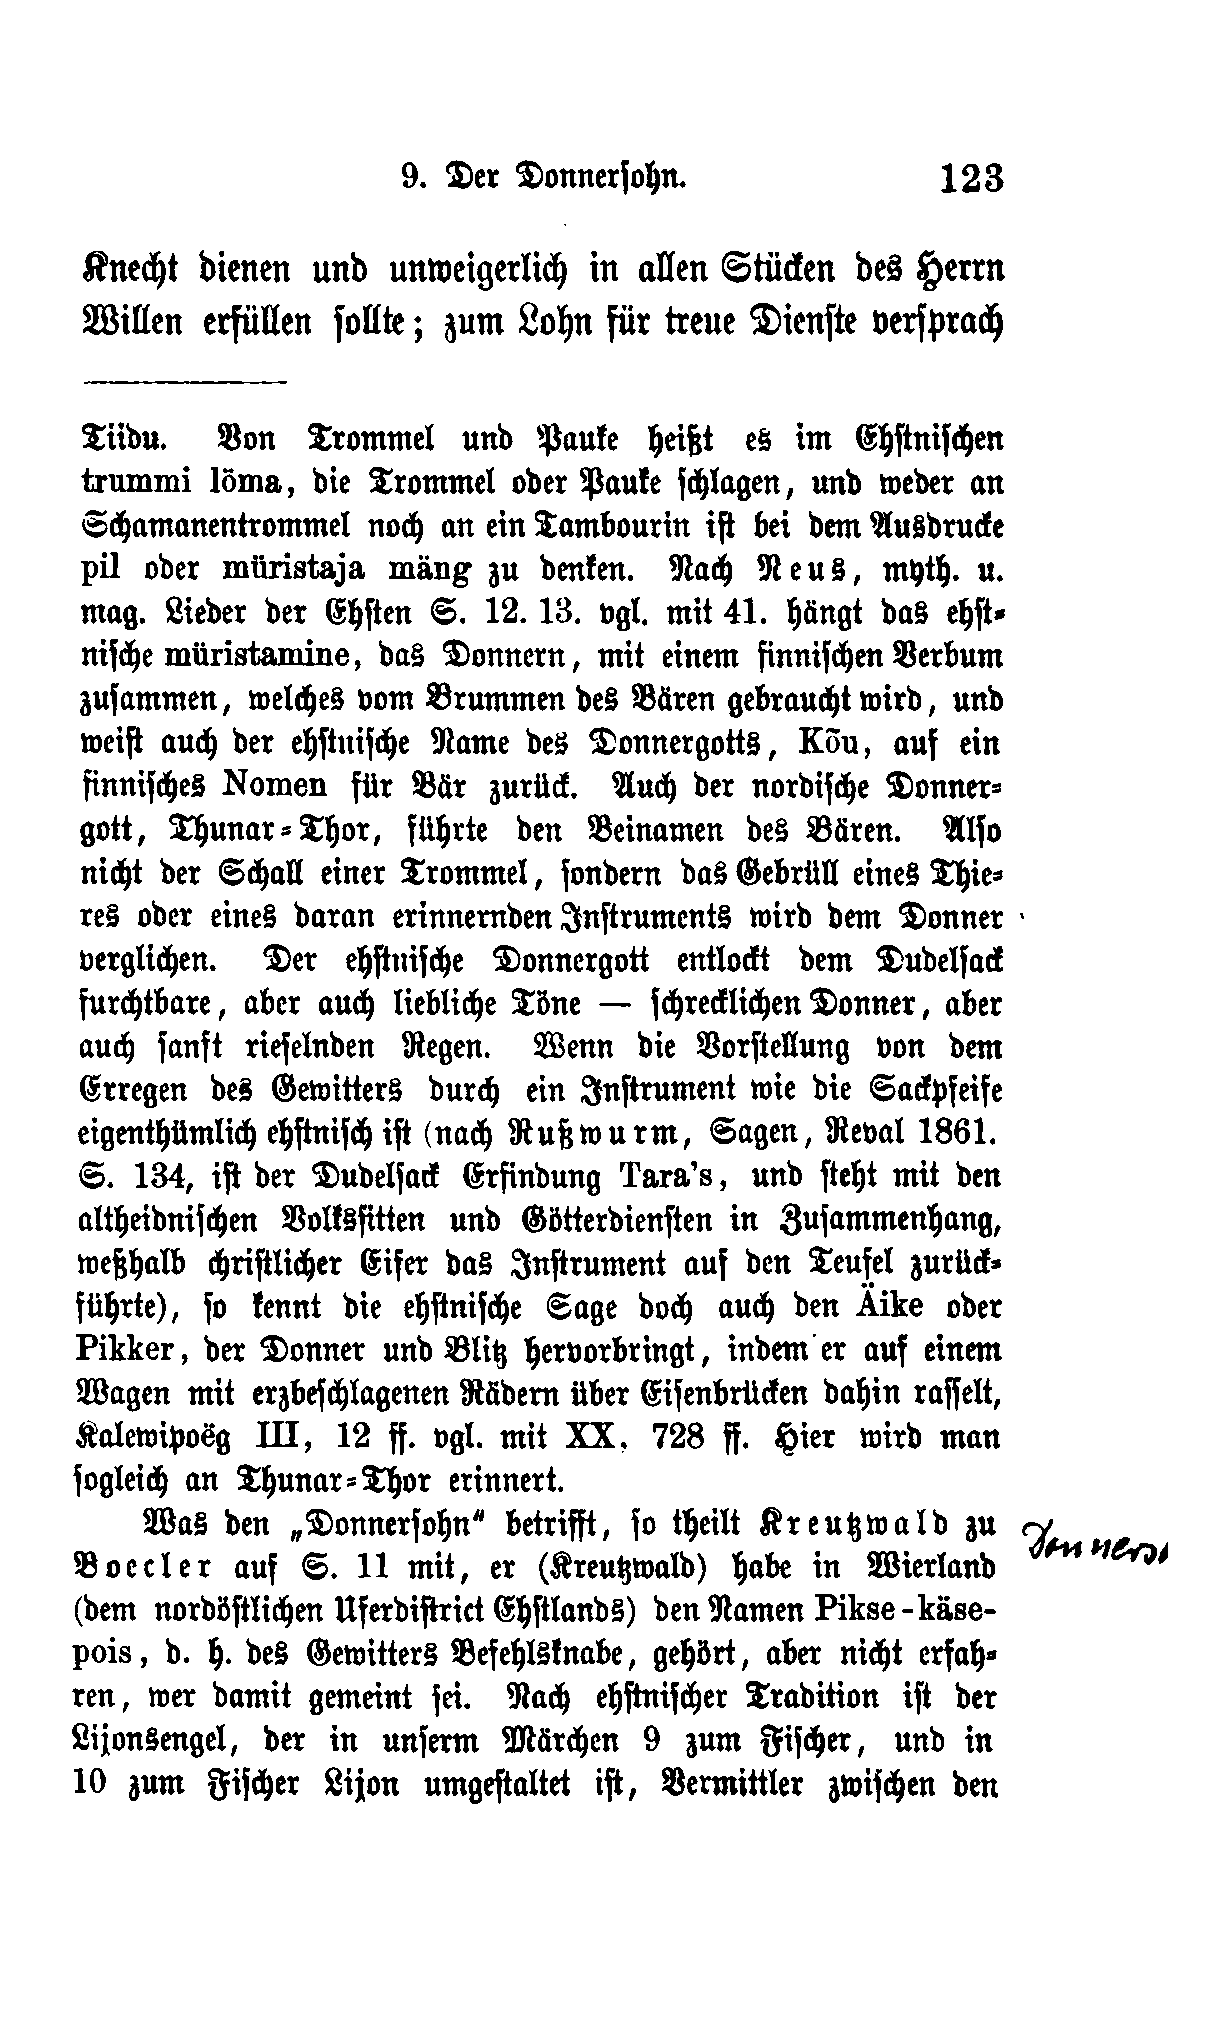 9. Der Donnerſohn. 123
Knecht dienen und unweigerlich in allen Stücken des Herrn
Willen erfüllen ſollte; zum Lohn für treue Dienſte verſprach
Tiidu. Von Trommel und Pauke heißt es im Ehſtniſchen
trummi löma, die Trommel oder Pauke ſchlagen, und weder an
Schamanentrommel noch an ein Tambourin iſt bei dem Ausdrucke
pil oder müristaja mäng zu denken. Nach Neus, myth. u.
mag. Lieder der Ehſten S. 12. 13. vgl. mit 41. hängt das ehſt-
niſche müristamine, das Donnern, mit einem finniſchen Verbum
zuſammen, welches vom Brummen des Bären gebraucht wird, und
weiſt auch der ehſtniſche Name des Donnergotts, Kõu, auf ein
finniſches Nomen für Bär zurück. Auch der nordiſche Donner-
gott, Thunar-Thor, führte den Beinamen des Bären. Alſo
nicht der Schall einer Trommel, ſondern das Gebrüll eines Thie-
res oder eines daran erinnernden Inſtruments wird dem Donner
verglichen. Der ehſtniſche Donnergott entlockt dem Dudelſack
furchtbare, aber auch liebliche Töne — ſchrecklichen Donner, aber
auch ſanft rieſelnden Regen. Wenn die Vorſtellung von dem
Erregen des Gewitters durch ein Inſtrument wie die Sackpfeife
eigenthümlich ehſtniſch iſt (nach Rußwurm, Sagen, Reval 1861.
S. 134, iſt der Dudelſack Erfindung Tara's, und ſteht mit den
altheidniſchen Volksſitten und Götterdienſten in Zuſammenhang,
weßhalb chriſtlicher Eifer das Inſtrument auf den Teufel zurück-
führte), ſo kennt die ehſtniſche Sage doch auch den Äike oder
Pikker, der Donner und Blitz hervorbringt, indem er auf einem
Wagen mit erzbeſchlagenen Rädern über Eiſenbrücken dahin raſſelt,
Kalewipoëg III, 12 ff. vgl. mit XX, 728 ff. Hier wird man
ſogleich an Thunar-Thor erinnert.
Was den „Donnerſohn“ betrifft, ſo theilt Kreutzwald zu
Donners
Boecler auf S. 11 mit, er (Kreutzwald) habe in Wierland
(dem nordöſtlichen Uferdiſtrict Ehſtlands) den Namen Pikse-käse-
pois, d. h. des Gewitters Befehlsknabe, gehört, aber nicht erfah-
ren, wer damit gemeint ſei. Nach ehſtniſcher Tradition iſt der
Lijonsengel, der in unſerm Märchen 9 zum Fiſcher, und in
10 zum Fiſcher Lijon umgeſtaltet iſt, Vermittler zwiſchen den